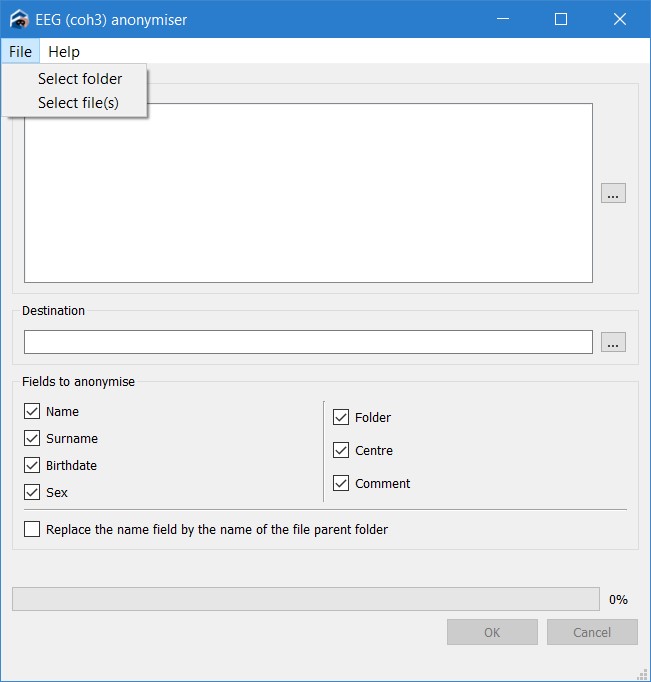 EEG (coh3) anonymiser
File Help
Select folder
Select file(s)
...
Destination
...
Fields to anonymise
Name
Surname
Birthdate
Sex
Folder
Centre
Comment
Replace the name field by the name of the file parent folder
0%
OK Cancel